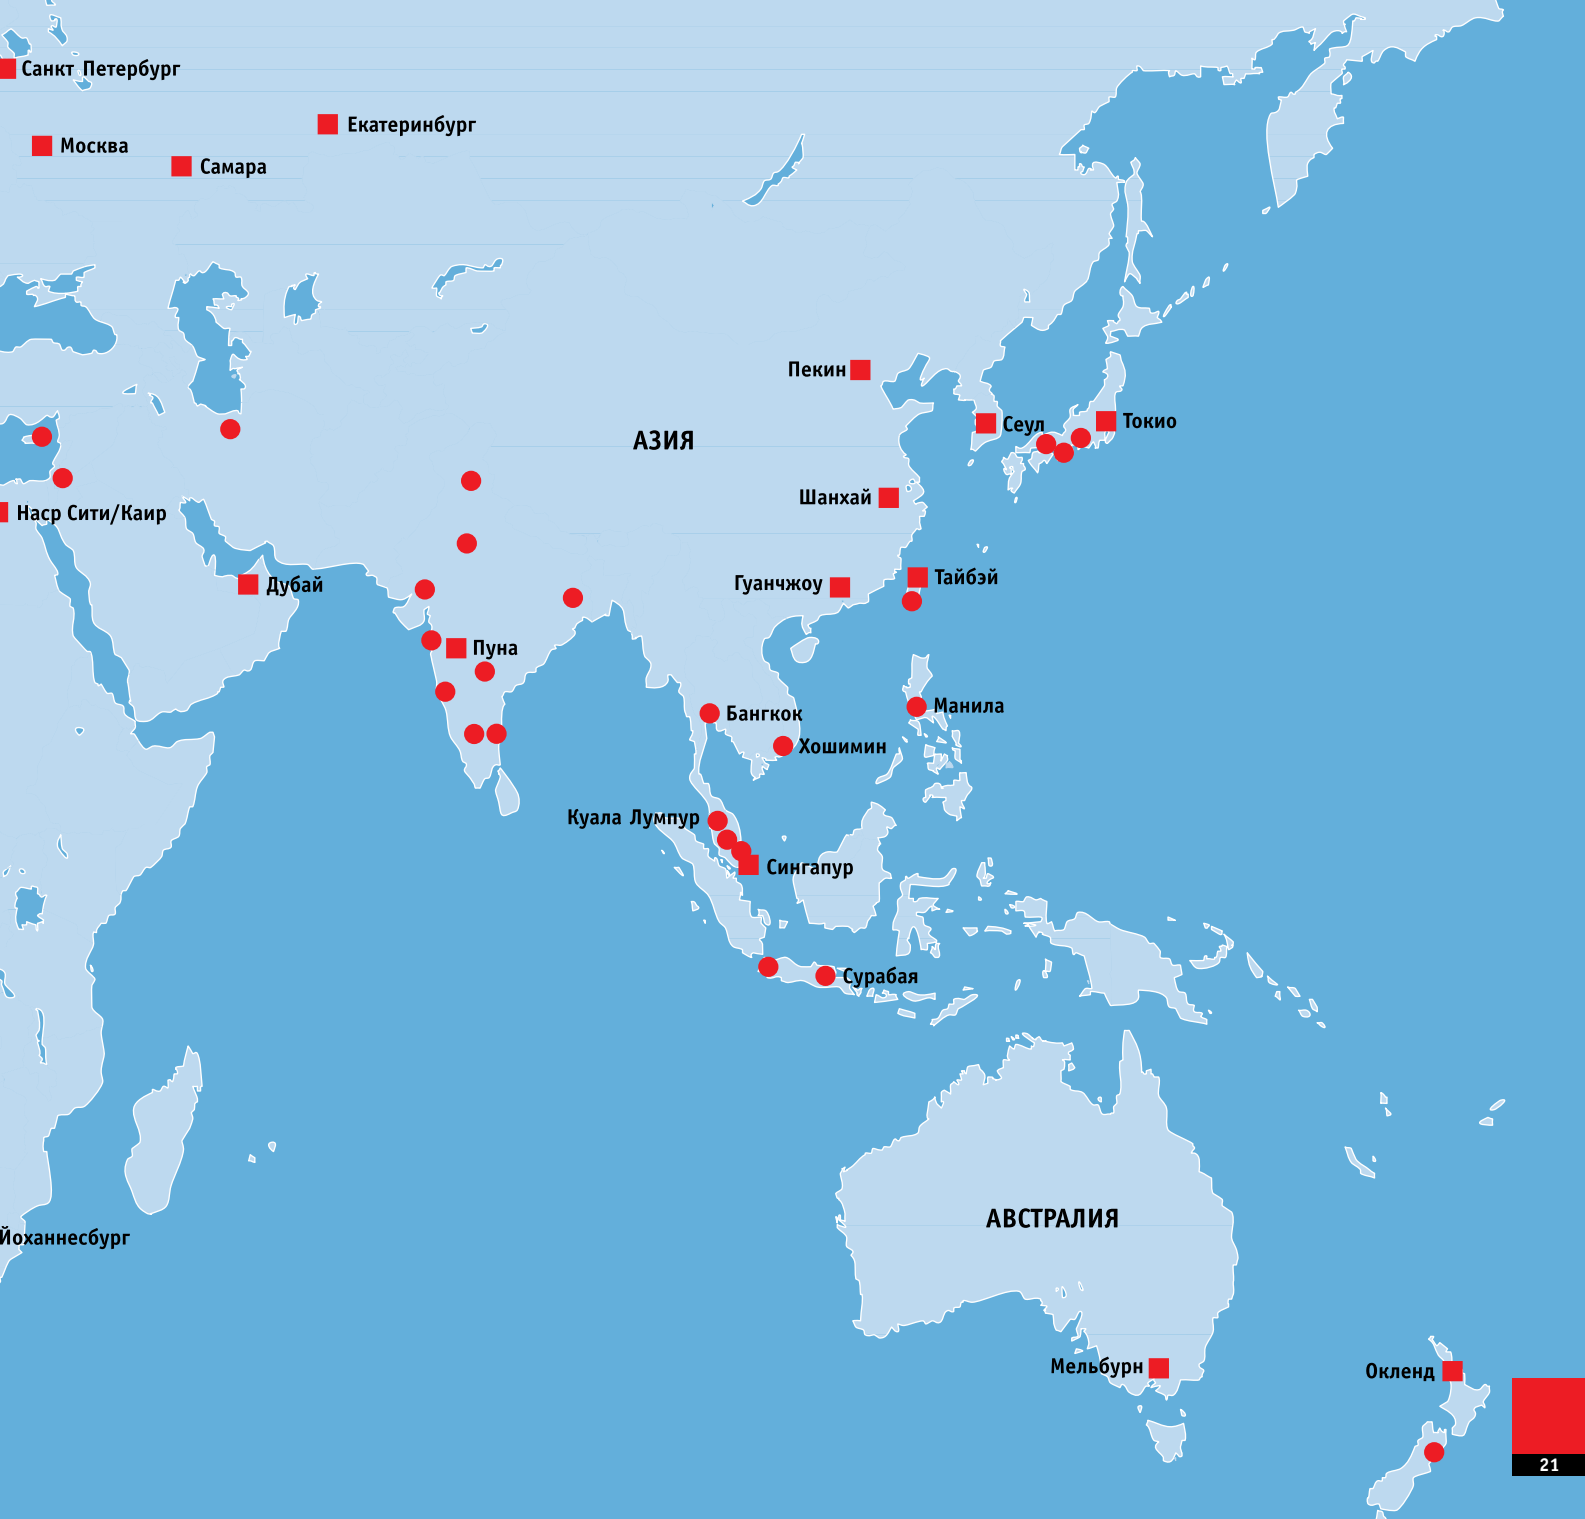 Санкт Петербург
Екатеринбург
Москва
Самара
Пекин
Сеул
Токио
АЗИЯ
Шанхай
Наср Сити/Каир
Дубай
Гуанчжоу
Тайбэй
Пуна
Манила
Бангкок
Хошимин
Куала Лумпур
Сингапур
Сурабая
АВСТРАЛИЯ
Йоханнесбург
Мельбурн
Окленд
21